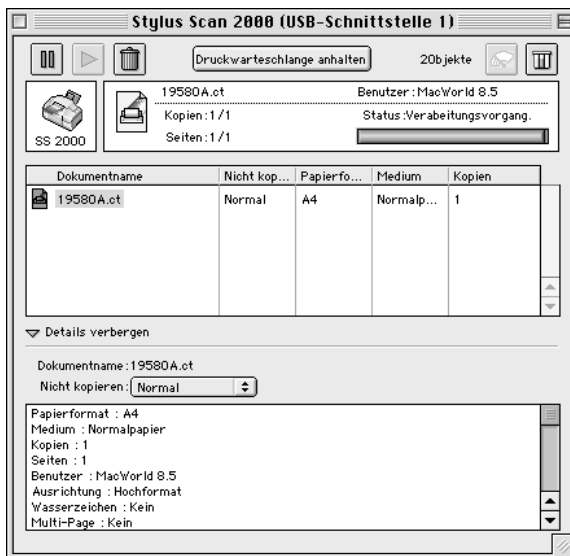 Stylus Scan 2000 (USB-Schnittstelle 1)
Druckwarteschlange anhalten 20bjekte
19580A.ct Benutzer :MacWorld 8.5
Kopien :1/1 Status :Verabeitungsvorgang.
SS 2000 Seiten :1/1
Dokumentname Nicht kop... Papierfo... Medium Kopien
19580A.ct Normal A4 Normalp... 1
Details verbergen
Dokumentname :19580A.ct
Nicht kopieren : Normal
Papierformat : A4
Medium : Normalpapier
Kopien : 1
Seiten : 1
Benutzer : MacWorld 8.5
Ausrichtung : Hochformat
Wasserzeichen : Kein
Multi-Page : Kein